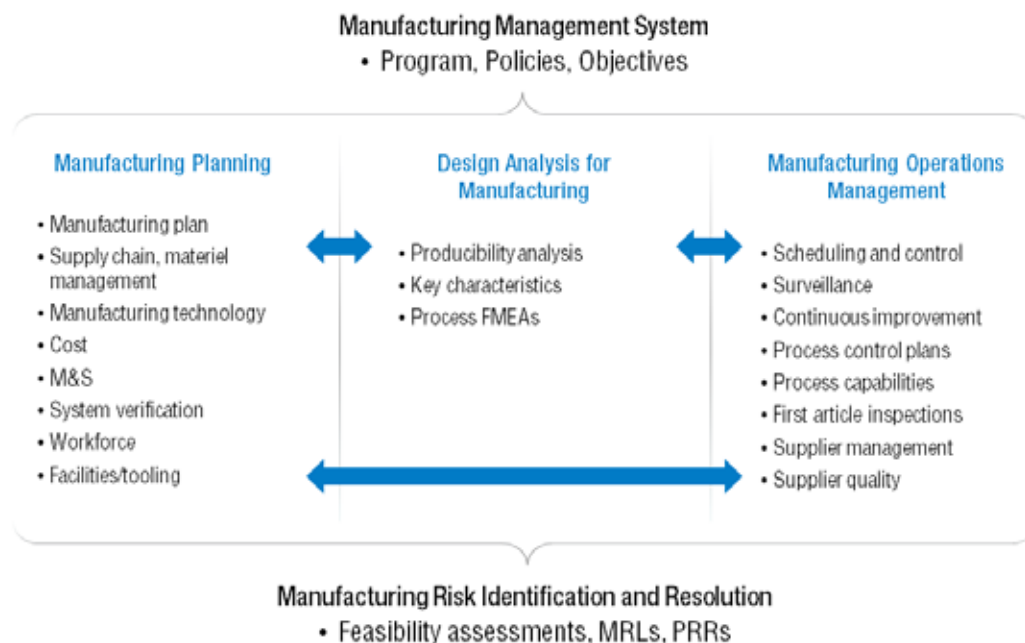 Manufacturing Management System
• Program, Policies, Objectives
Manufacturing Planning
• Manufacturing plan
• Supply chain, materiel
management
• Manufacturing technology
• Cost
• M&S
• System verification
• Workforce
• Facilities/tooling
Design Analysis for
Manufacturing
• Producibility analysis
• Key characteristics
• Process FMEAs
Manufacturing Operations
Management
• Scheduling and control
• Surveillance
• Continuous improvement
• Process control plans
• Process capabilities
• First article inspections
• Supplier management
• Supplier quality
Manufacturing Risk Identification and Resolution
• Feasibility assessments, MRLs, PRRs